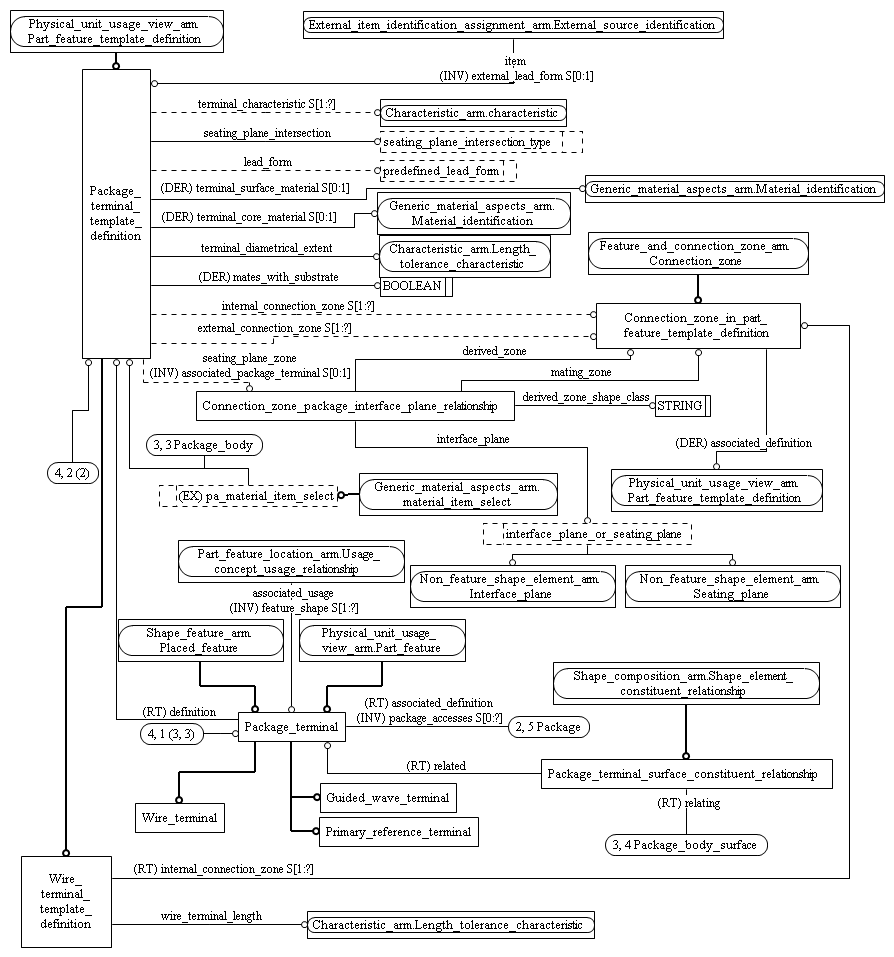 Physical_unit_usage_view_arm.
Part_feature_template_definition
External_item_identification_assignment_arm.External_source_identification
item
(INV) external_lead_form S[0:1]
terminal_characteristic S[1:?]
Characteristic_arm.characteristic
seating_plane_intersection
seating_plane_intersection_type
lead_form
predefined_lead_form
Package_
terminal_
template_
definition
(DER) terminal_surface_material S[0:1]
Generic_material_aspects_arm.Material_identification
(DER) terminal_core_material S[0:1]
Generic_material_aspects_arm.
Material_identification
terminal_diametrical_extent
Characteristic_arm.Length_
tolerance_characteristic
Feature_and_connection_zone_arm.
Connection_zone
(DER) mates_with_substrate
BOOLEAN
internal_connection_zone S[1:?]
external_connection_zone S[1:?]
Connection_zone_in_part_
feature_template_definition
seating_plane_zone
(INV) associated_package_terminal S[0:1]
derived_zone
mating_zone
Connection_zone_package_interface_plane_relationship
derived_zone_shape_class
STRING
interface_plane
(DER) associated_definition
3, 3 Package_body
4, 2 (2)
(EX) pa_material_item_select
Generic_material_aspects_arm.
material_item_select
Physical_unit_usage_view_arm.
Part_feature_template_definition
interface_plane_or_seating_plane
Part_feature_location_arm.Usage_
concept_usage_relationship
Non_feature_shape_element_arm.
Interface_plane
Non_feature_shape_element_arm.
Seating_plane
associated_usage
(INV) feature_shape S[1:?]
Shape_feature_arm.
Placed_feature
Physical_unit_usage_
view_arm.Part_feature
Shape_composition_arm.Shape_element_
constituent_relationship
(RT) definition
Package_terminal
(RT) associated_definition
(INV) package_accesses S[0:?]
2, 5 Package
4, 1 (3, 3)
(RT) related
Package_terminal_surface_constituent_relationship
Wire_terminal
Guided_wave_terminal
Primary_reference_terminal
(RT) relating
3, 4 Package_body_surface
Wire_
terminal_
template_
definition
(RT) internal_connection_zone S[1:?]
wire_terminal_length
Characteristic_arm.Length_tolerance_characteristic